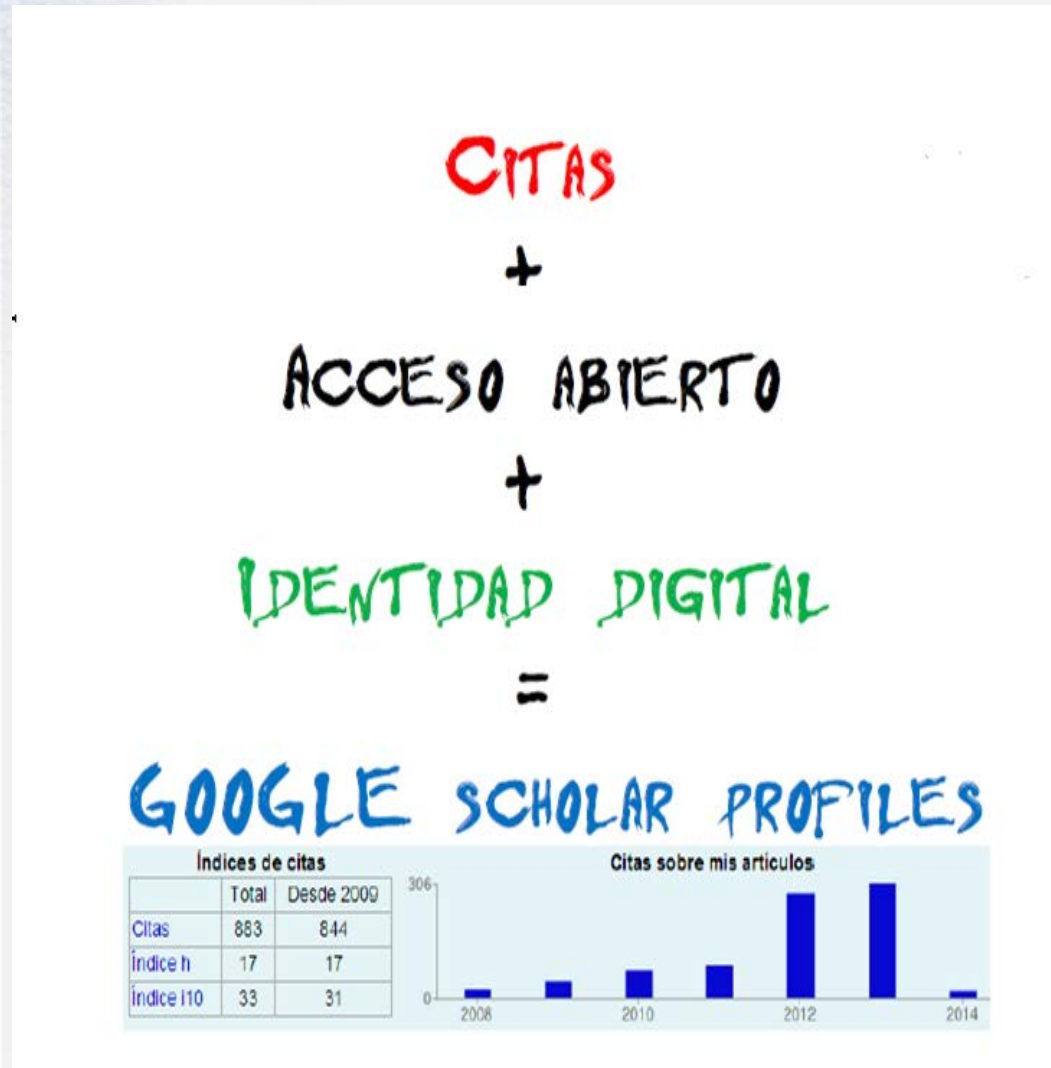 CITAS
+
ACCESO ABIERTO
+
IDENTIDAD DIGITAL
=
GOOGLE SCHOLAR PROFILES
Índices de citas
Total Desde 2009
Citas 883 844
Índice h 17 17
Índice i10 33 31
Citas sobre mis articulos
306
0
2008 2010 2012 2014